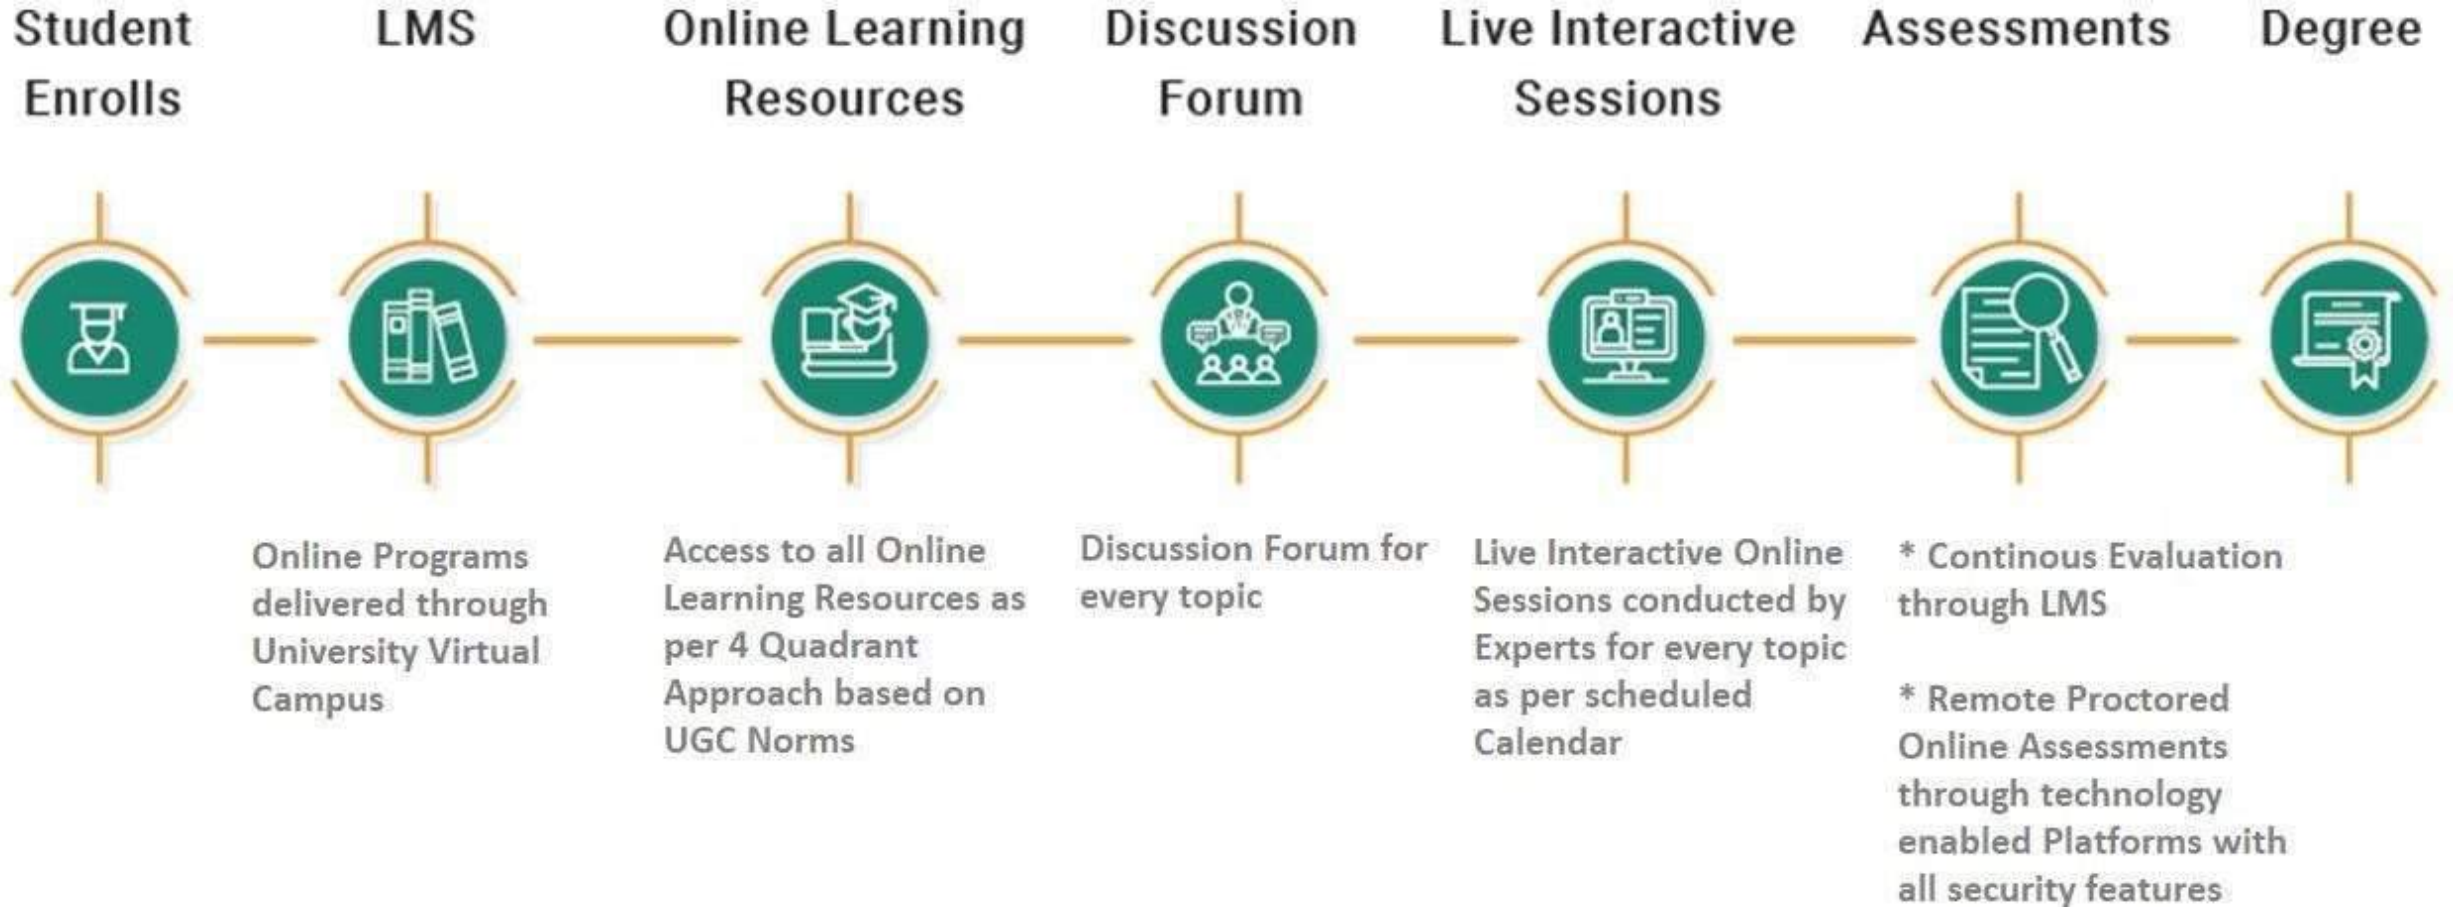 Student
Enrolls
LMS
Online Learning
Resources
Discussion
Forum
Live Interactive
Sessions
Assessments
Degree
Online Programs
delivered through
University Virtual
Campus
Access to all Online
Learning Resources as
per 4 Quadrant
Approach based on
UGC Norms
Discussion Forum for
every topic
Live Interactive Online
Sessions conducted by
Experts for every topic
as per scheduled
Calendar
* Continous Evaluation
through LMS
* Remote Proctored
Online Assessments
through technology
enabled Platforms with
all security features